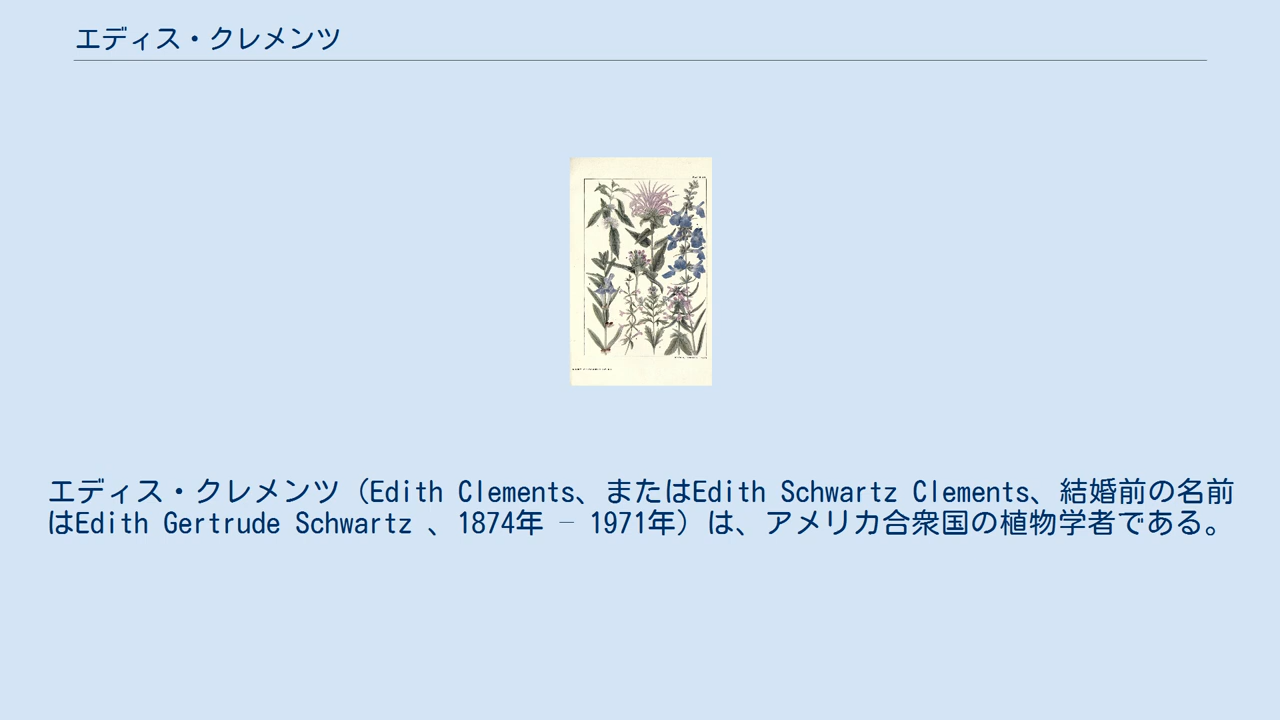 エディス・クレメンツ
エディス・クレメンツ（Edith Clements、またはEdith Schwartz Clements、結婚前の名前
はEdith Gertrude Schwartz 、1874年 – 1971年）は、アメリカ合衆国の植物学者である。